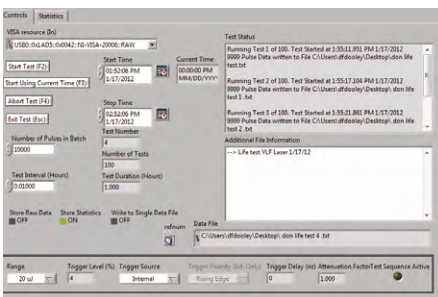 Controls Statistics
VISA resource (In)
USB0::0x1AD5::0x0042::NI-VISA-20006::RAW
Start Test (F2)
Start Using Current Time (F3)
Abort Test (F4)
Exit Test (Esc)
Start Time
01:52:06 PM
1/17/2012
Current Time
00:00:00 PM
MM/DD/YYYY
Stop Time
02:52:06 PM
1/17/2012
Number of Pulses in Batch
10000
Test Interval (Hours)
0.01000
Test Number
4
Number of Tests
100
Test Duration (Hours)
1.000
Store Raw Data
OFF
Store Statistics
ON
Write to Single Data File
OFF
Test Status
Running Test 1 of 100. Test Started at 1:55:11.951 PM 1/17/2012
9999 Pulse Data written to File C:\Users\dfdooley\Desktop\ don life
test.txt
Running Test 2 of 100. Test Started at 1:55:17.104 PM 1/17/2012
9999 Pulse Data written to File C:\Users\dfdooley\Desktop\ don life
test 1 .txt
Running Test 3 of 100. Test Started at 1:55:21.861 PM 1/17/2012
9999 Pulse Data written to File C:\Users\dfdooley\Desktop\ don life
test 2 .txt
Additional File Information
--> Life test VLF Laser 1/17/12
refnum
Data File
C:\Users\dfdooley\Desktop\ dom life test 4 .txt
Range
20 uJ
Trigger Level (%)
1
Trigger Source
Internal
Trigger Polarity (Ext. Only)
Rising Edge
Trigger Delay (ns)
0
Attenuation Factor
1.000
Test Sequence Active